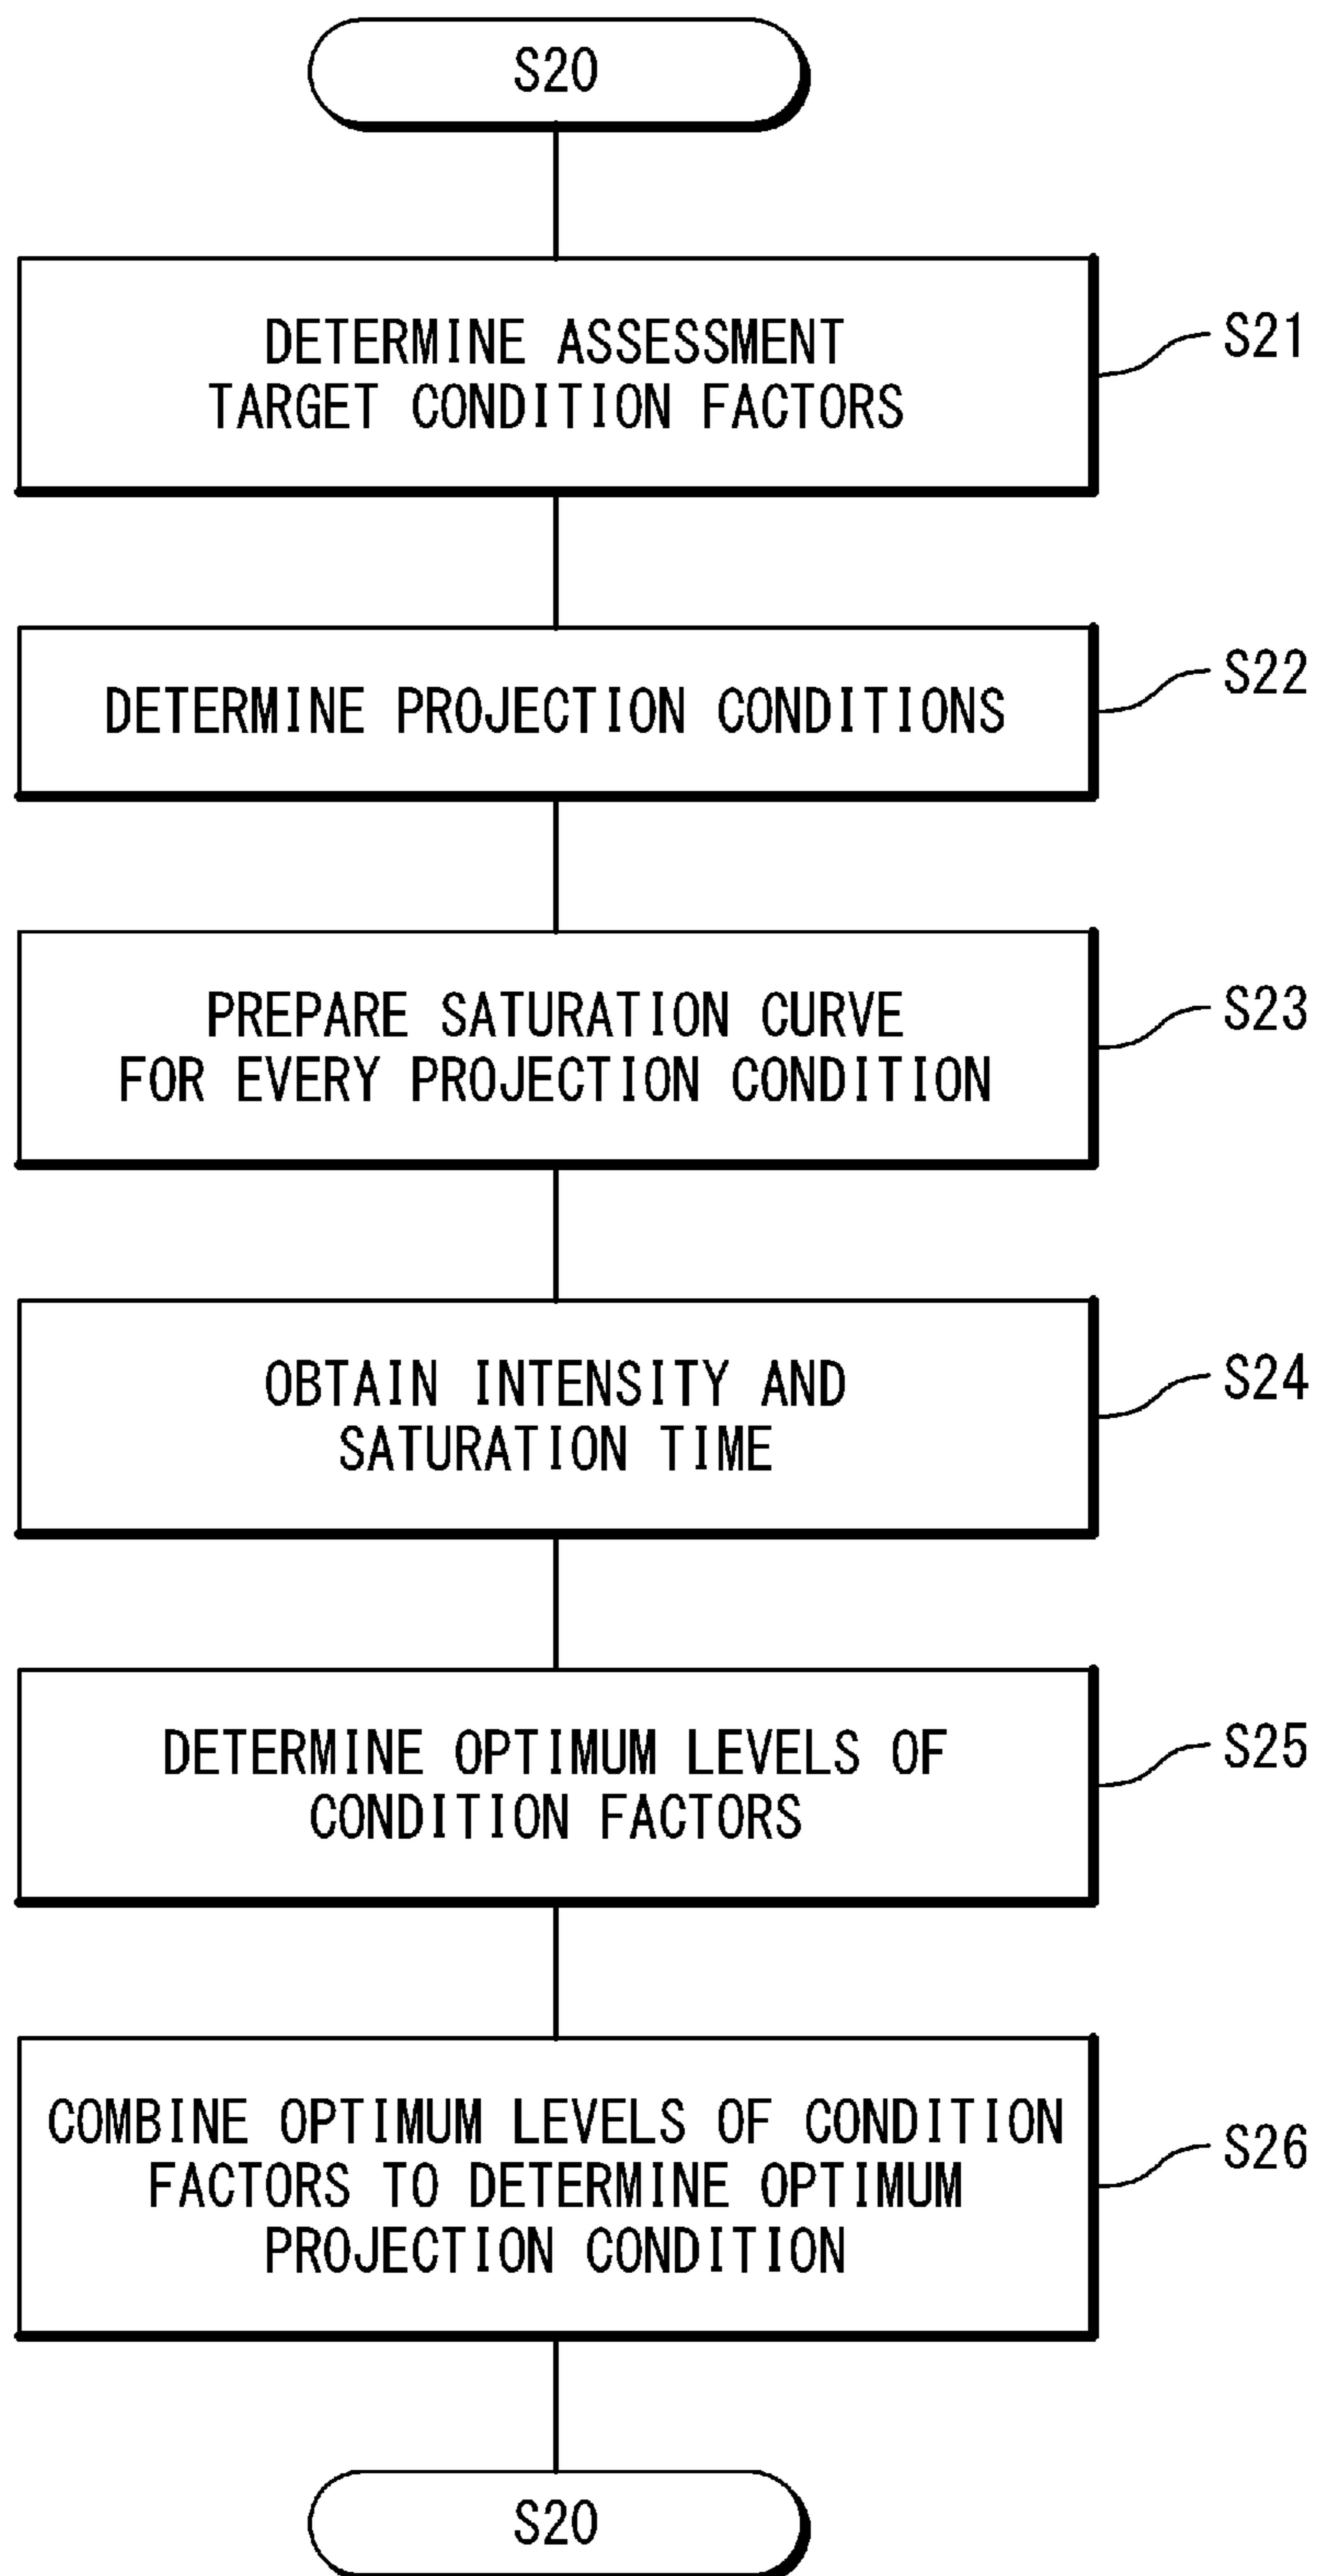 S20
DETERMINE ASSESSMENT
TARGET CONDITION FACTORS
S21
DETERMINE PROJECTION CONDITIONS
S22
PREPARE SATURATION CURVE
FOR EVERY PROJECTION CONDITION
S23
OBTAIN INTENSITY AND
SATURATION TIME
S24
DETERMINE OPTIMUM LEVELS OF
CONDITION FACTORS
S25
COMBINE OPTIMUM LEVELS OF CONDITION
FACTORS TO DETERMINE OPTIMUM
PROJECTION CONDITION
S26
S20